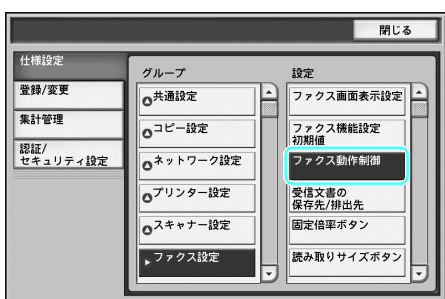 閉じる
仕様設定
登録/変更
集計管理
認証/
セキュリティ設定
グループ
共通設定
コピー設定
ネットワーク設定
プリンター設定
スキャナー設定
ファクス設定
設定
ファクス画面表示設定
ファクス機能設定
初期値
ファクス動作制御
受信文書の
保存先/排出先
固定倍率ボタン
読み取りサイズボタン